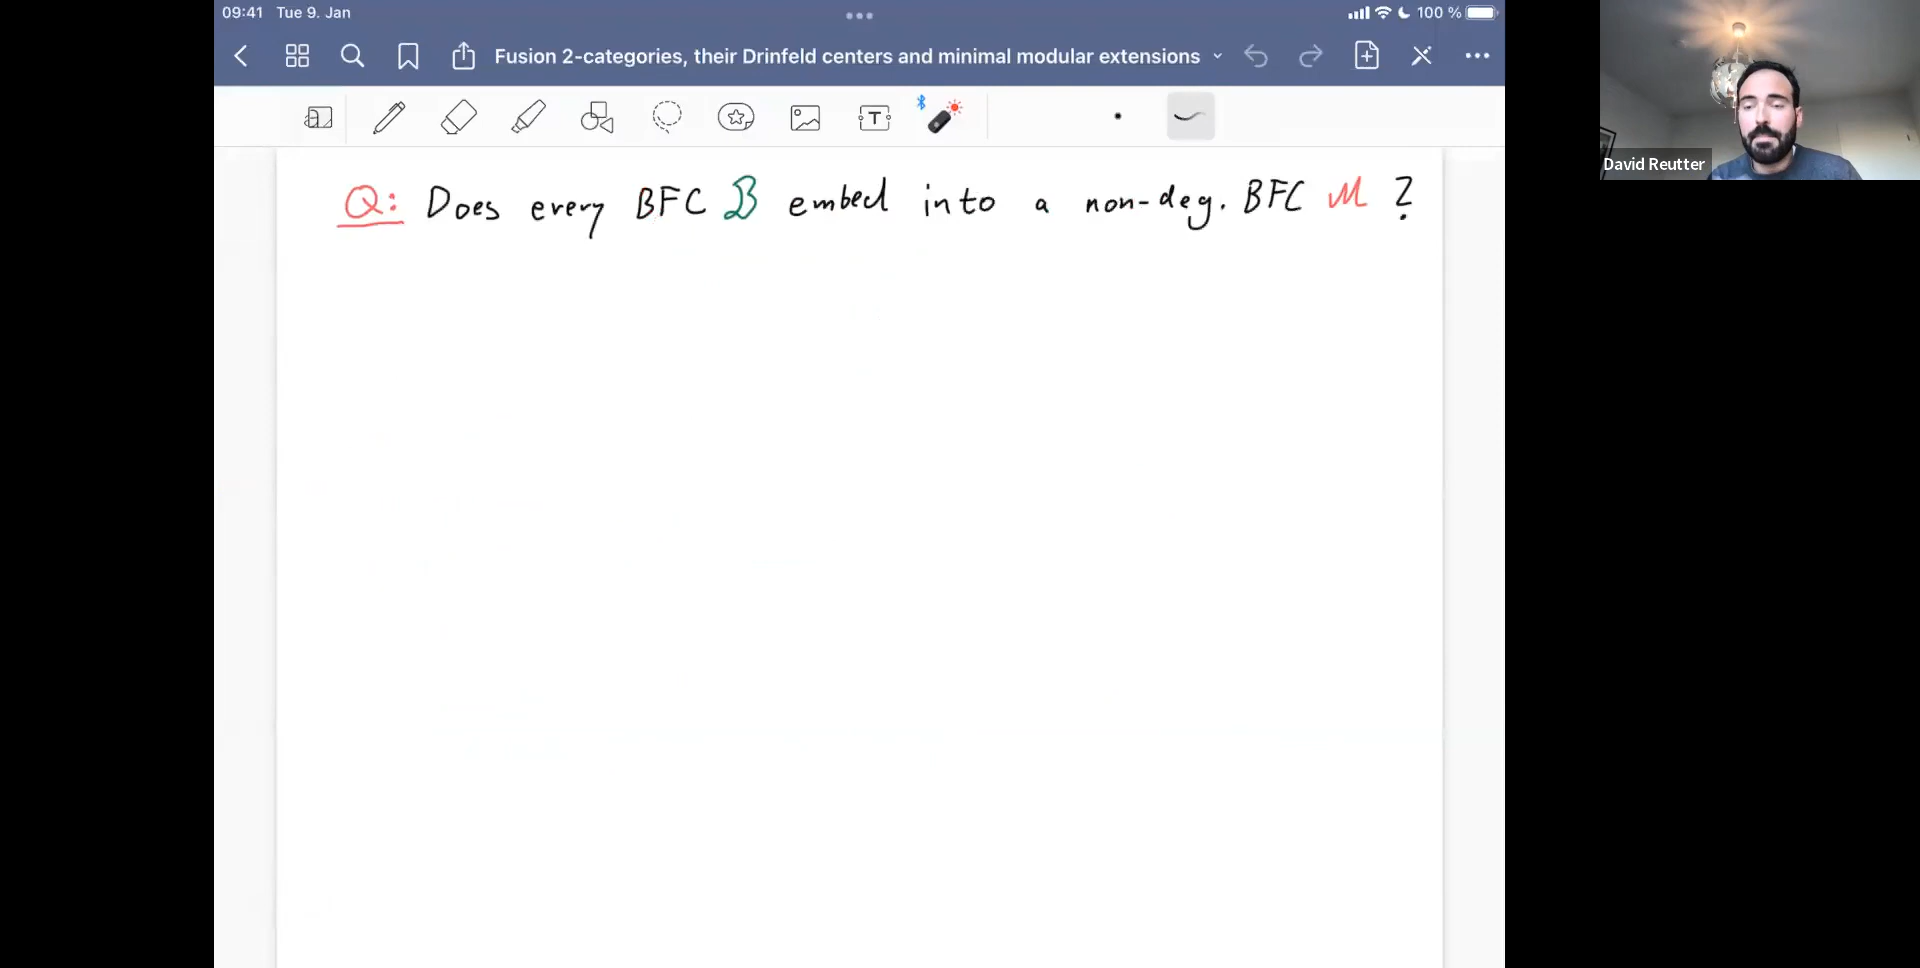 09:41 Tue 9. Jan
100 %
Fusion 2-categories, their Drinfeld centers and minimal modular extensions
T
David Reutter
Q: Does every BFC B embed into a non-deg. BFC M ?